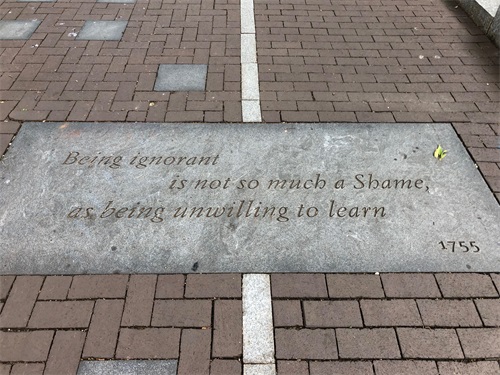 Being ignorant
is not so much a Shame,
as being unwilling to learn
1755